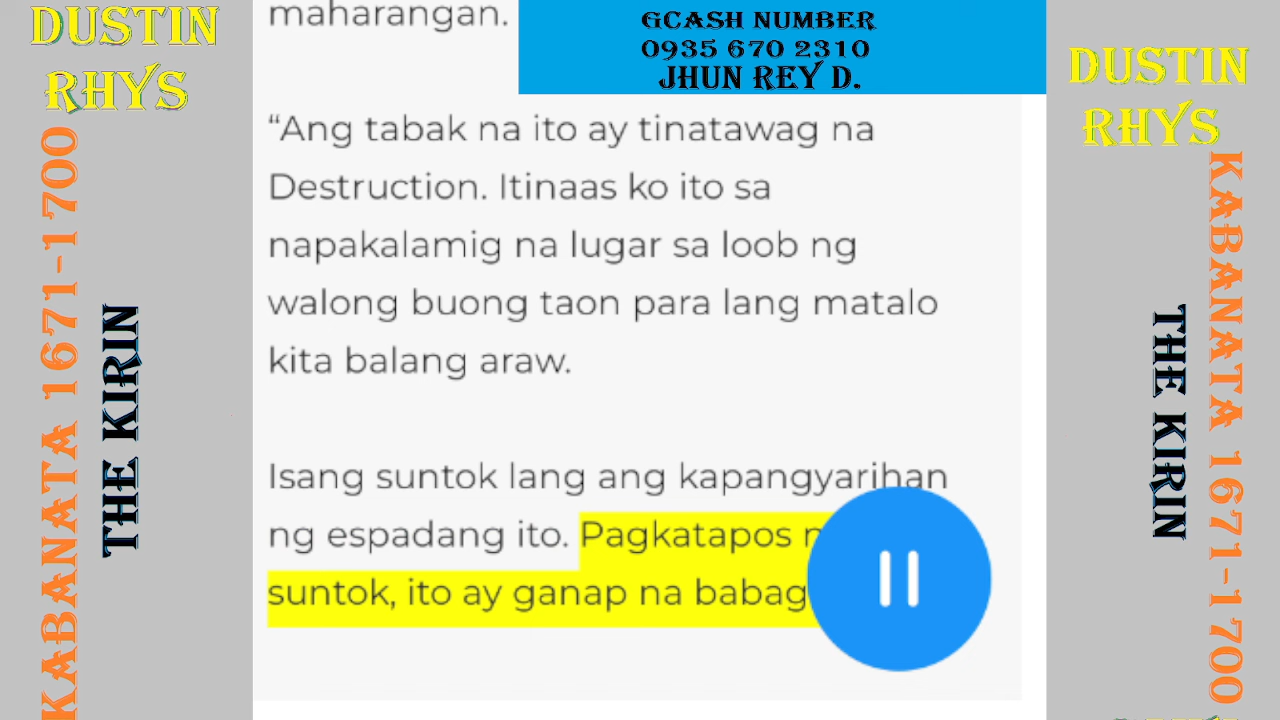 DUSTIN
RHYS
KABANATA 1671-1700
THE KIRIN
maharangan.
GCASH NUMBER
0935 670 2310
JHUN REY D.
“Ang tabak na ito ay tinatawag na
Destruction. Itinaas ko ito sa
napakalamig na lugar sa loob ng
walong buong taon para lang matalo
kita balang araw.
Isang suntok lang ang kapangyarihan
ng espadang ito. Pagkatapos
suntok, ito ay ganap na
DUSTIN
RHYS
KABANATA 1671-1700
THE KIRIN